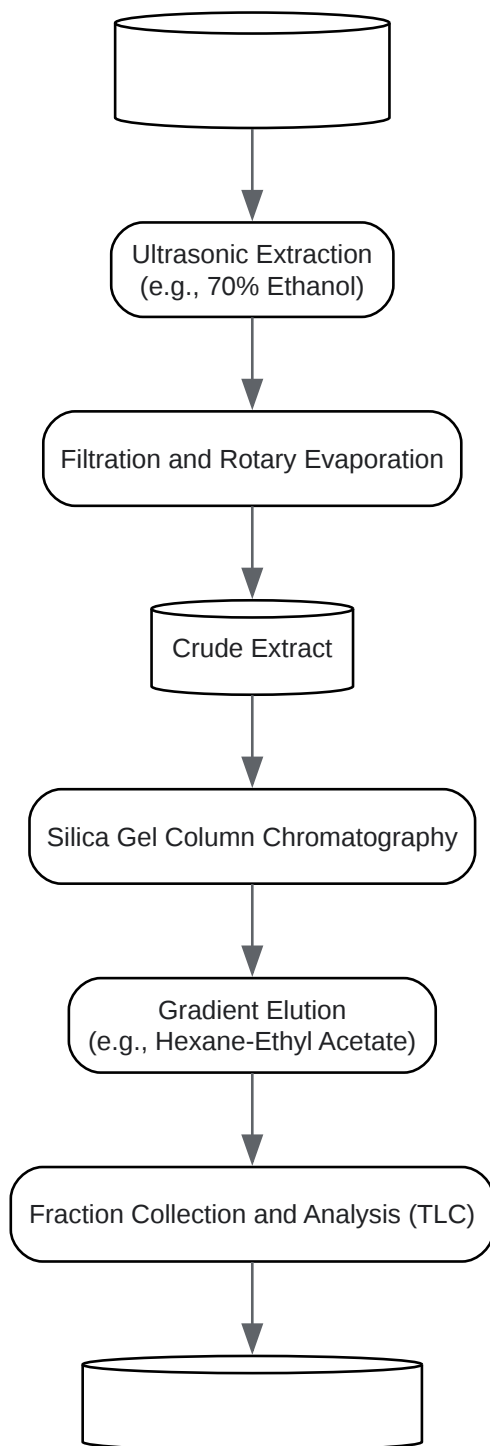 Ultrasonic Extraction
(e.g., 70% Ethanol)
Filtration and Rotary Evaporation
Crude Extract
Silica Gel Column Chromatography
Gradient Elution
(e.g., Hexane-Ethyl Acetate)
Fraction Collection and Analysis (TLC)